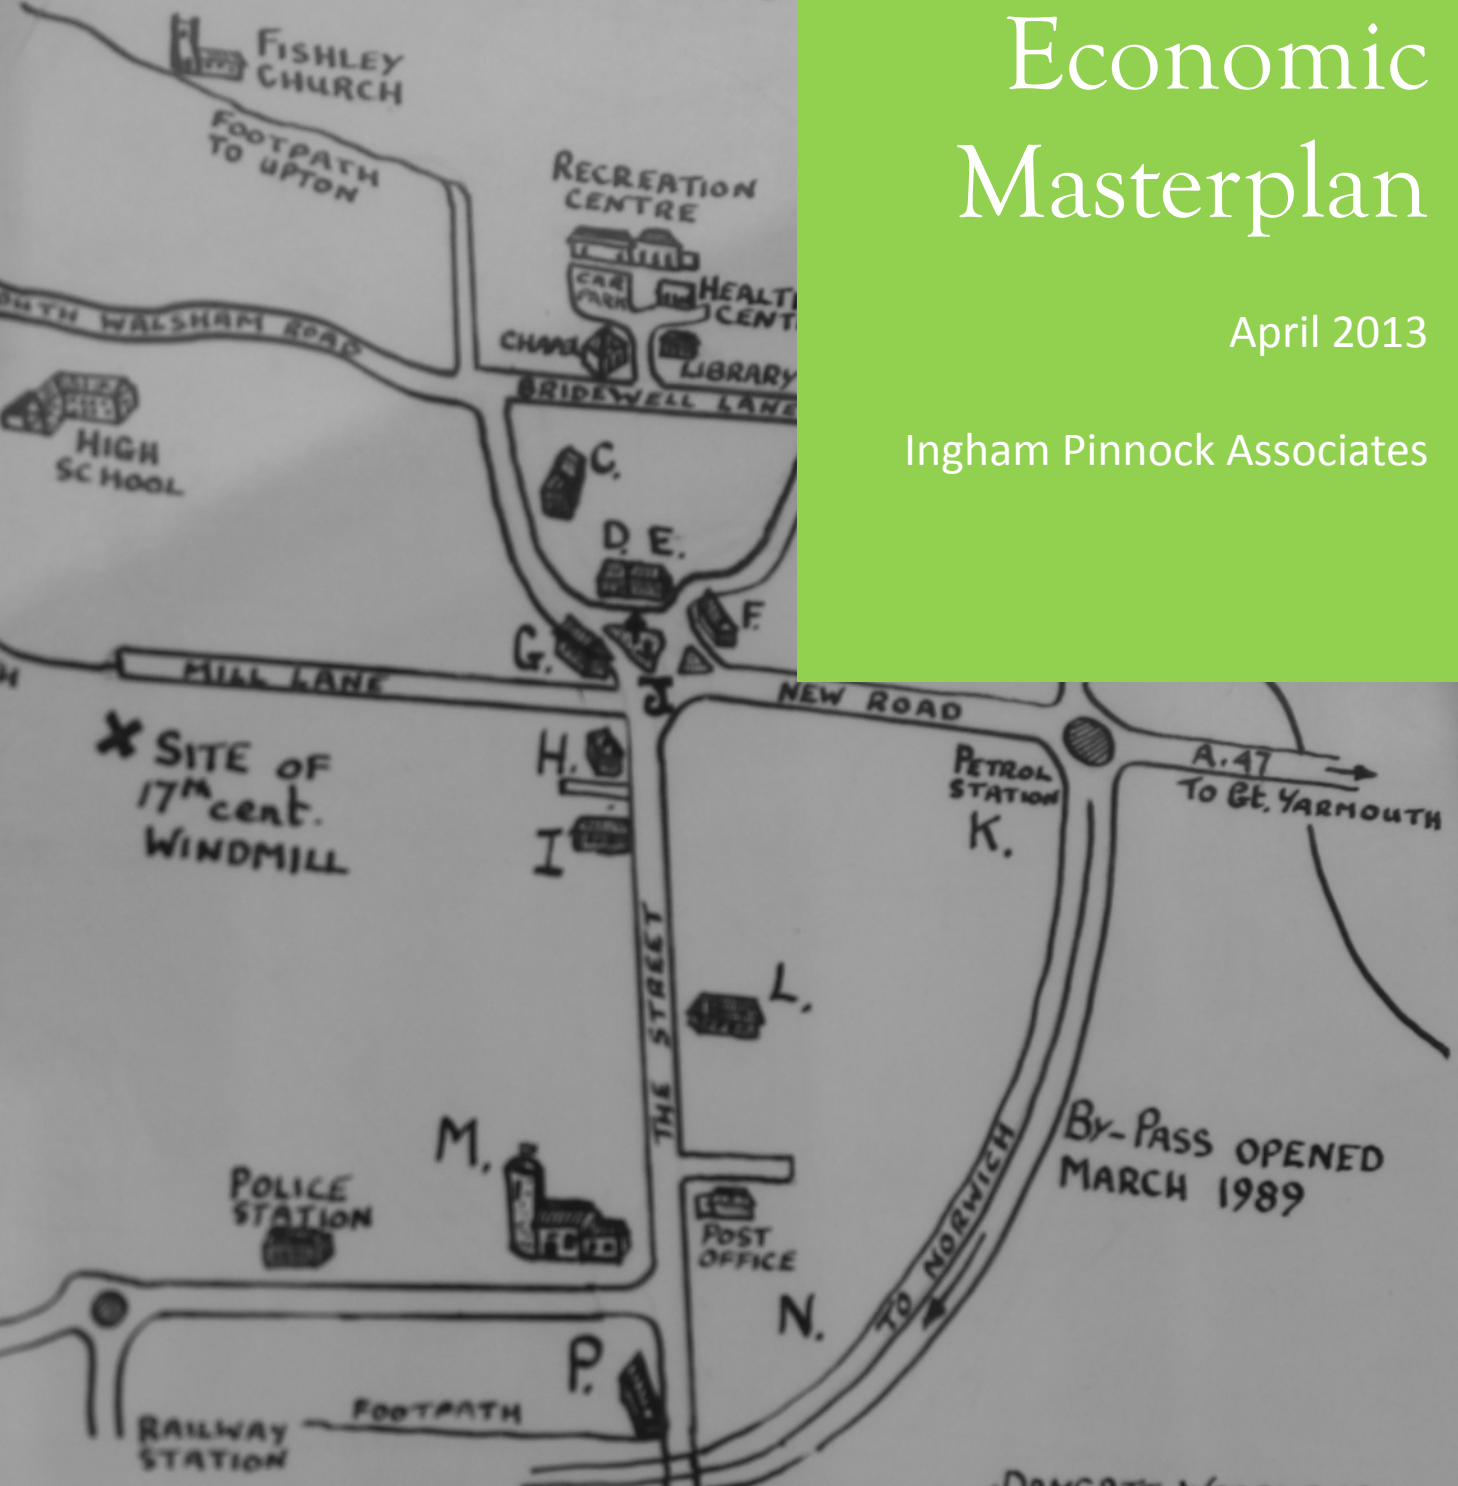 Economic
Masterplan
April 2013
Ingham Pinnock Associates
FISHLEY
CHURCH
FOOTPATH
TO UPTON
RECREATION
CENTRE
CAR
PARK
CHAPEL
LIBRARY
WALSHAM ROAD
BRIDEWELL LANE
HIGH
SCHOOL
C.
D. E.
F.
G.
J
MILL LANE
NEW ROAD
SITE OF
17TH cent.
WINDMILL
H.
I
PETROL
STATION
K.
A.47
TO Gt. YARMOUTH
THE STREET
L.
M.
POLICE
STATION
POST
OFFICE
N.
BY-PASS OPENED
MARCH 1989
TO NORWICH
P.
FOOTPATH
RAILWAY
STATION